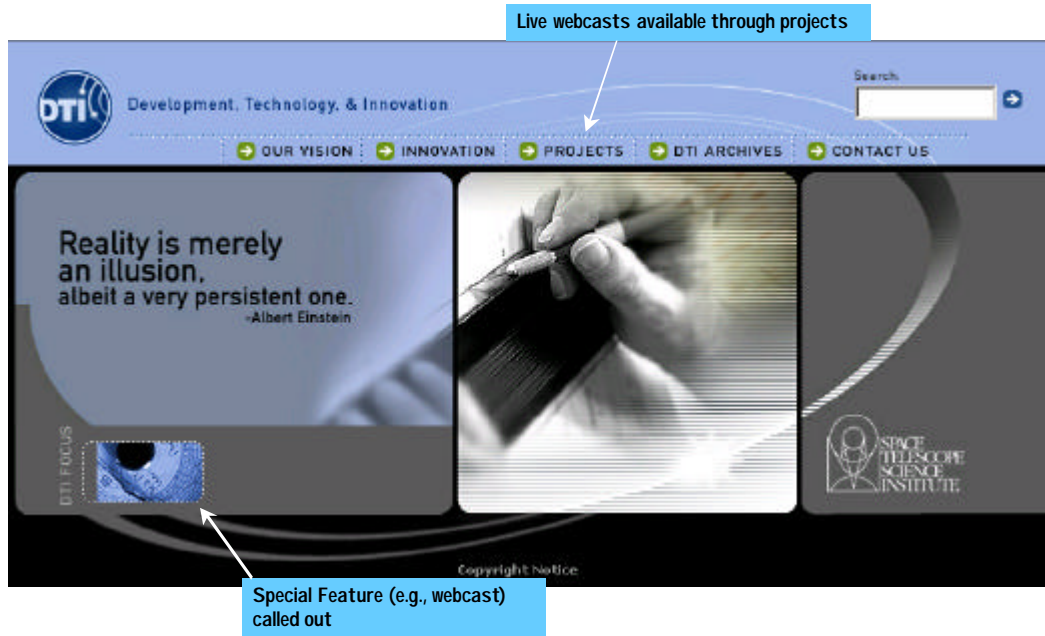 Live webcasts available through projects
Search
DTI
Development, Technology, & Innovation
OUR VISION
INNOVATION
PROJECTS
DTI ARCHIVES
CONTACT US
Reality is merely
an illusion,
albeit a very persistent one.
-Albert Einstein
DTI FOCUS
SPACE
TELESCOPE
SCIENCE
INSTITUTE
Copyright Notice
Special Feature (e.g., webcast)
called out